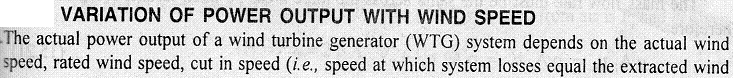 VARIATION OF POWER OUTPUT WITH WIND SPEED
The actual power output of a wind turbine generator (WTG) system depends on the actual wind
speed, rated wind speed, cut in speed (i.e., speed at which system losses equal the extracted wind